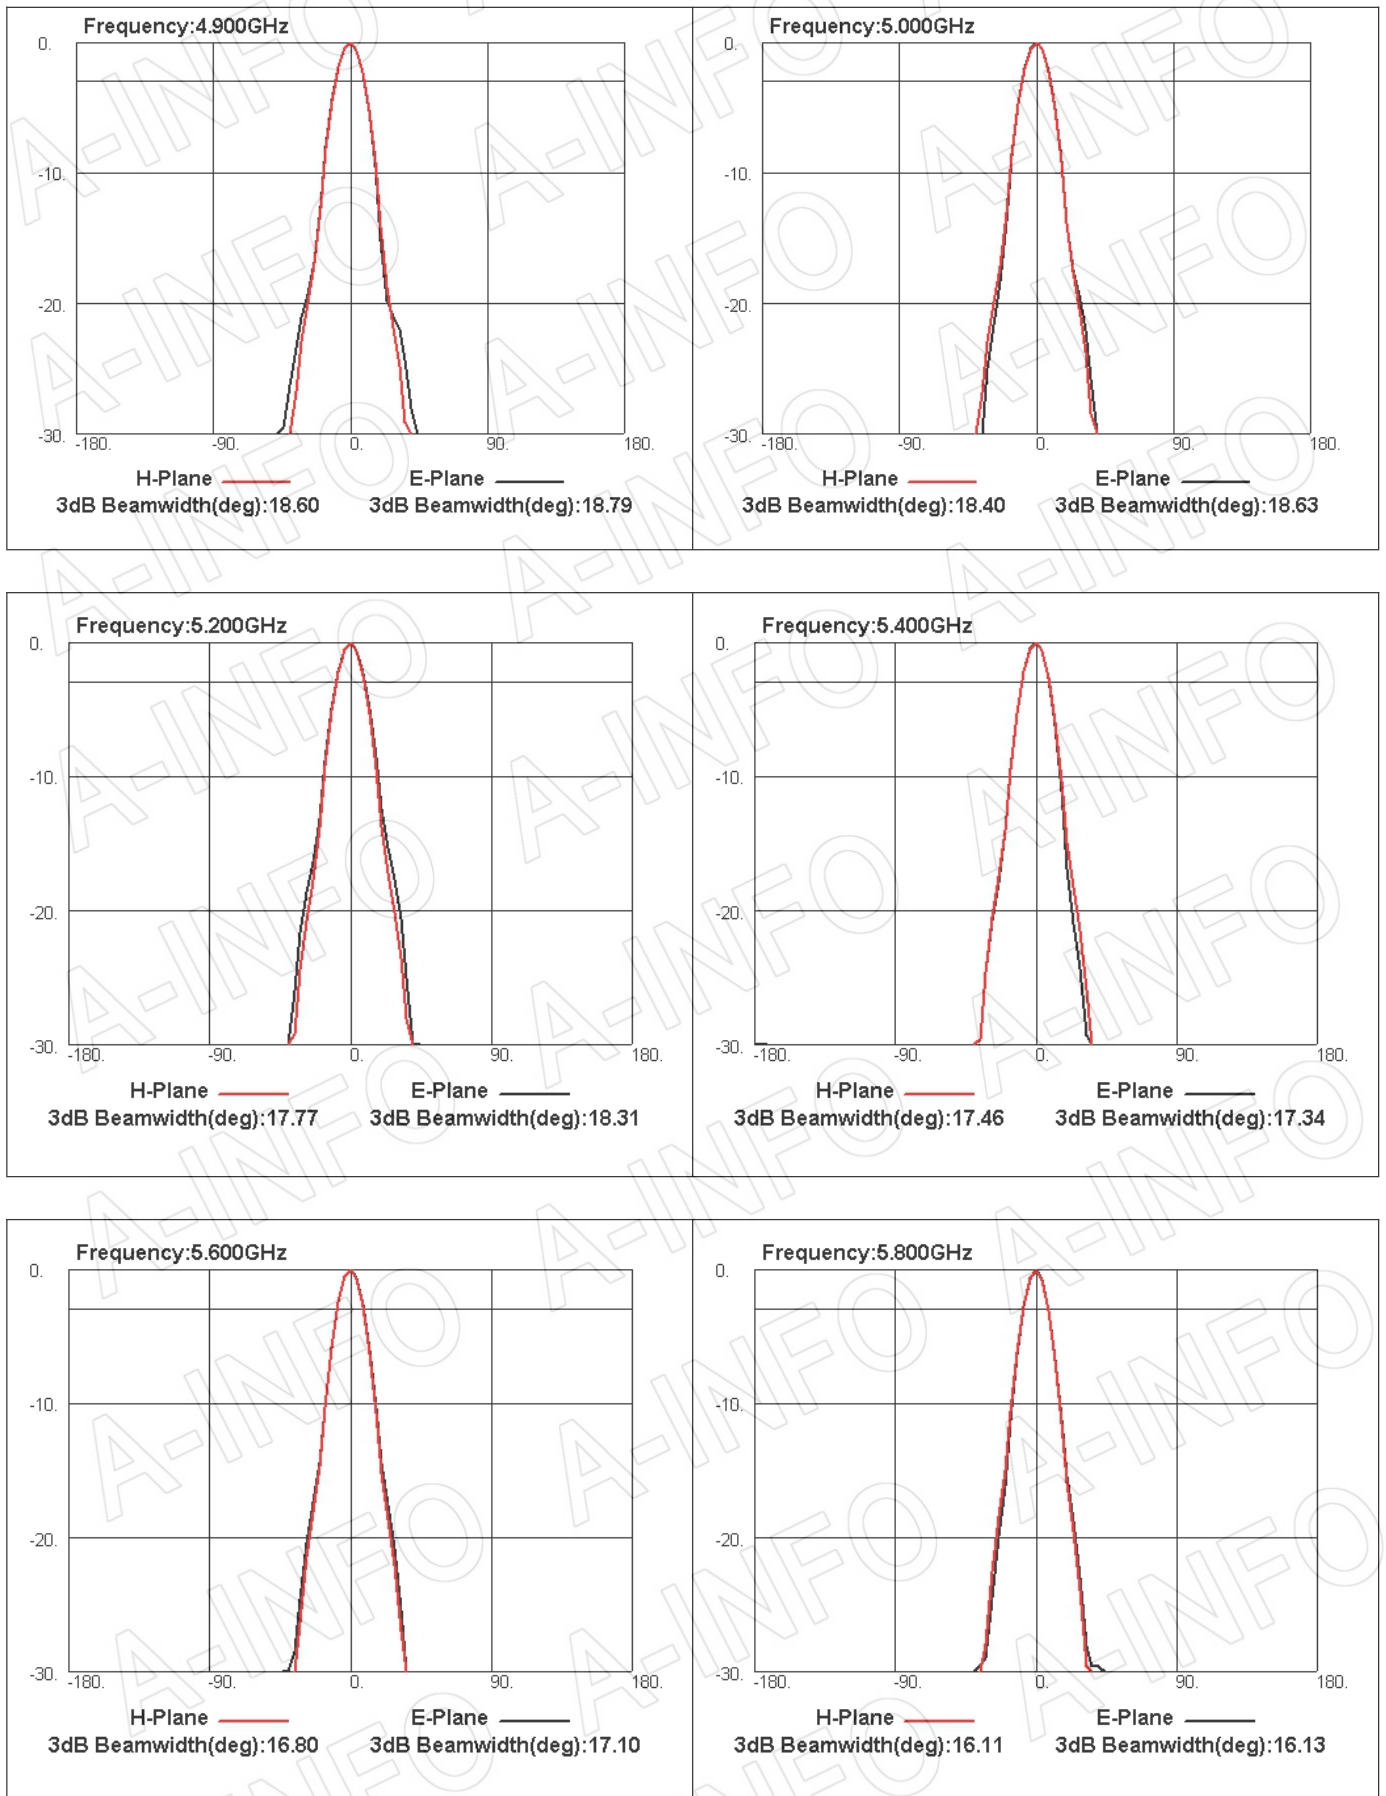 Frequency:4.900GHz
0.
-10.
-20.
-30.
-180.
-90.
0.
90.
180.
H-Plane
E-Plane
3dB Beamwidth(deg):18.60
3dB Beamwidth(deg):18.79
Frequency:5.000GHz
0.
-10.
-20.
-30.
-180.
-90.
0.
90.
180.
H-Plane
E-Plane
3dB Beamwidth(deg):18.40
3dB Beamwidth(deg):18.63
Frequency:5.200GHz
0.
-10.
-20.
-30.
-180.
-90.
0.
90.
180.
H-Plane
E-Plane
3dB Beamwidth(deg):17.77
3dB Beamwidth(deg):18.31
Frequency:5.400GHz
0.
-10.
-20.
-30.
-180.
-90.
0.
90.
180.
H-Plane
E-Plane
3dB Beamwidth(deg):17.46
3dB Beamwidth(deg):17.34
Frequency:5.600GHz
0.
-10.
-20.
-30.
-180.
-90.
0.
90.
180.
H-Plane
E-Plane
3dB Beamwidth(deg):16.80
3dB Beamwidth(deg):17.10
Frequency:5.800GHz
0.
-10.
-20.
-30.
-180.
-90.
0.
90.
180.
H-Plane
E-Plane
3dB Beamwidth(deg):16.11
3dB Beamwidth(deg):16.13
A-INFO